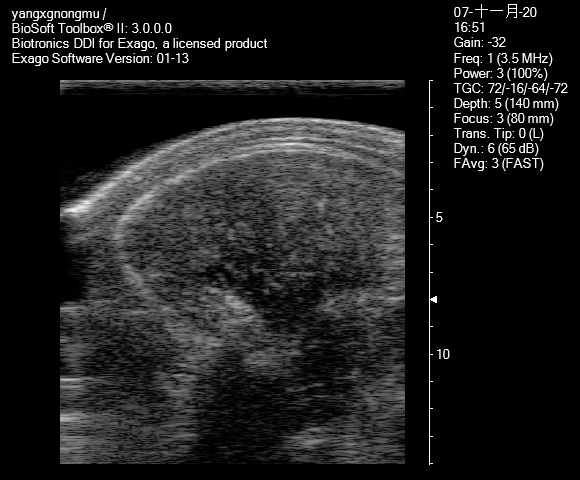 yangxgnongmu /
BioSoft Toolbox® II: 3.0.0.0
Biotronics DDI for Exago, a licensed product
Exago Software Version: 01-13
07-十一月-20
16:51
Gain: -32
Freq: 1 (3.5 MHz)
Power: 3 (100%)
TGC: 72/-16/-64/-72
Depth: 5 (140 mm)
Focus: 3 (80 mm)
Trans. Tip: 0 (L)
Dyn.: 6 (65 dB)
FAvg: 3 (FAST)
5
10